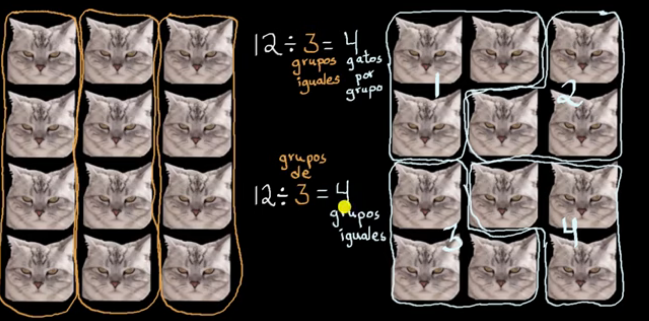 12 ÷ 3 = 4
grupos gatos
iguales por
grupo
1
2
grupos
de
12 ÷ 3 = 4
grupos
iguales
3
4